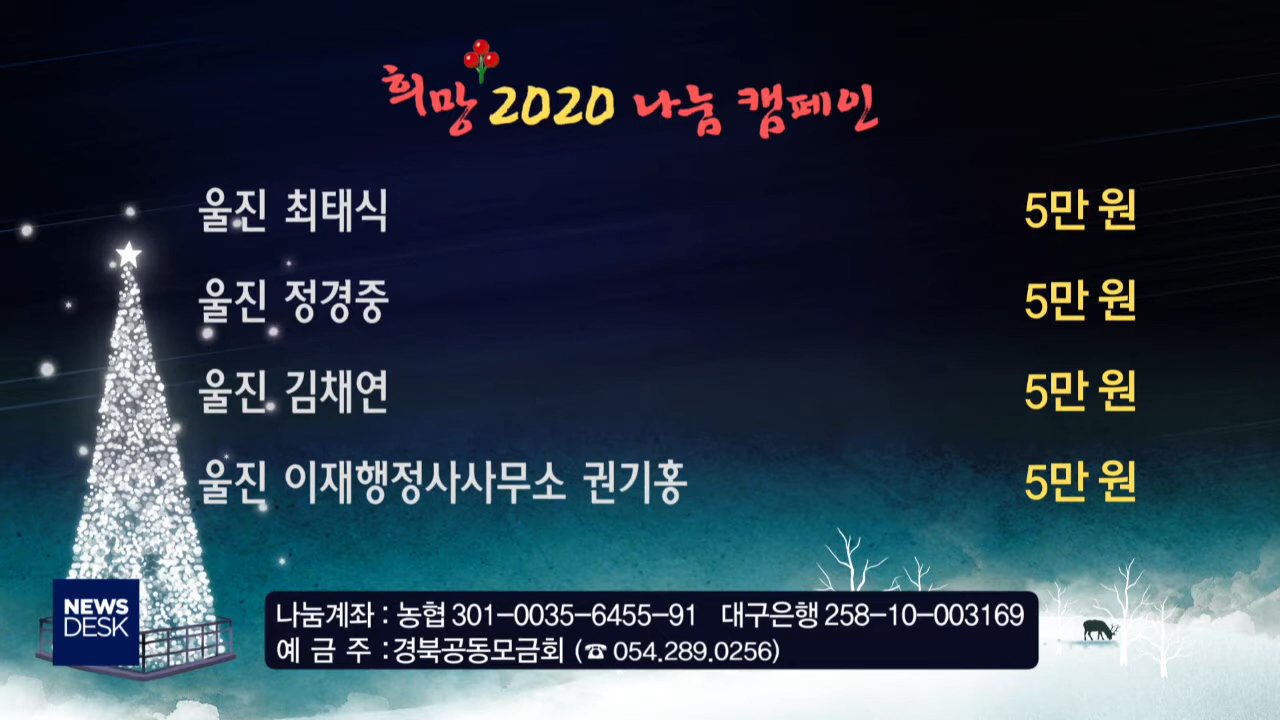 희망 2020 나눔 캠페인
울진 최태식 5만 원
울진 정경중 5만 원
울진 김채연 5만 원
울진 이재행정사사무소 권기홍 5만 원
NEWS
DESK
나눔계좌 : 농협 301-0035-6455-91 대구은행 258-10-003169
예 금 주 : 경북공동모금회 (☎ 054.289.0256)